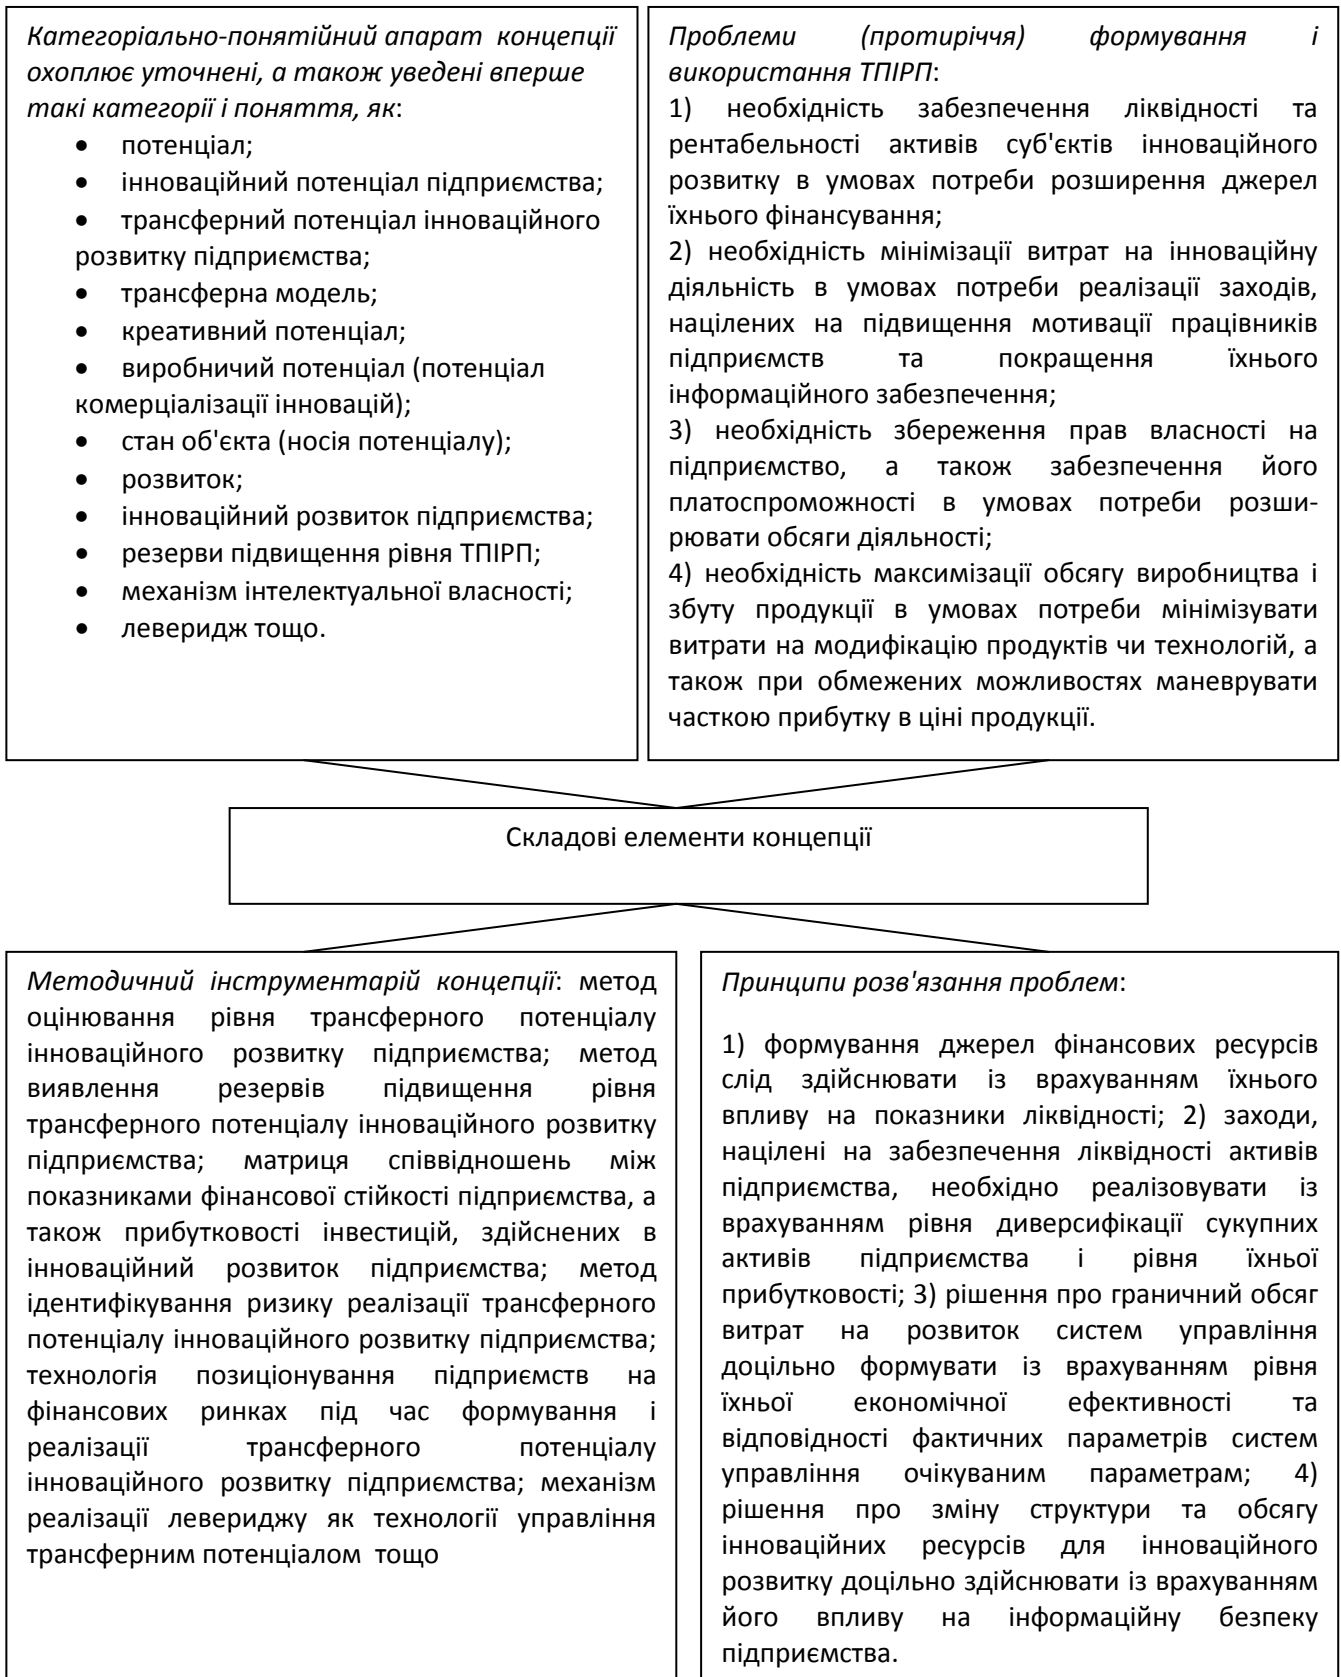 Категоріально-понятійний апарат концепції
охоплює уточнені, а також уведені вперше
такі категорії і поняття, як:
• потенціал;
• інноваційний потенціал підприємства;
• трансферний потенціал інноваційного
розвитку підприємства;
• трансферна модель;
• креативний потенціал;
• виробничий потенціал (потенціал
комерціалізації інновацій);
• стан об'єкта (носія потенціалу);
• розвиток;
• інноваційний розвиток підприємства;
• резерви підвищення рівня ТПІРП;
• механізм інтелектуальної власності;
• леверидж тощо.
Проблеми (протиріччя) формування і
використання ТПІРП:
1) необхідність забезпечення ліквідності та
рентабельності активів суб'єктів інноваційного
розвитку в умовах потреби розширення джерел
їхнього фінансування;
2) необхідність мінімізації витрат на інноваційну
діяльність в умовах потреби реалізації заходів,
націлених на підвищення мотивації працівників
підприємств та покращення їхнього
інформаційного забезпечення;
3) необхідність збереження прав власності на
підприємство, а також забезпечення його
платоспроможності в умовах потреби розши-
рювати обсяги діяльності;
4) необхідність максимізації обсягу виробництва і
збуту продукції в умовах потреби мінімізувати
витрати на модифікацію продуктів чи технологій, а
також при обмежених можливостях маневрувати
часткою прибутку в ціні продукції.
Складові елементи концепції
Методичний інструментарій концепції: метод
оцінювання рівня трансферного потенціалу
інноваційного розвитку підприємства; метод
виявлення резервів підвищення рівня
трансферного потенціалу інноваційного розвитку
підприємства; матриця співвідношень між
показниками фінансової стійкості підприємства, а
також прибутковості інвестицій, здійснених в
інноваційний розвиток підприємства; метод
ідентифікування ризику реалізації трансферного
потенціалу інноваційного розвитку підприємства;
технологія позиціонування підприємств на
фінансових ринках під час формування і
реалізації трансферного потенціалу
інноваційного розвитку підприємства; механізм
реалізації левериджу як технології управління
трансферним потенціалом тощо
Принципи розв'язання проблем:
1) формування джерел фінансових ресурсів
слід здійснювати із врахуванням їхнього
впливу на показники ліквідності; 2) заходи,
націлені на забезпечення ліквідності активів
підприємства, необхідно реалізовувати із
врахуванням рівня диверсифікації сукупних
активів підприємства і рівня їхньої
прибутковості; 3) рішення про граничний обсяг
витрат на розвиток систем управління
доцільно формувати із врахуванням рівня
їхньої економічної ефективності та
відповідності фактичних параметрів систем
управління очікуваним параметрам; 4)
рішення про зміну структури та обсягу
інноваційних ресурсів для інноваційного
розвитку доцільно здійснювати із врахуванням
його впливу на інформаційну безпеку
підприємства.